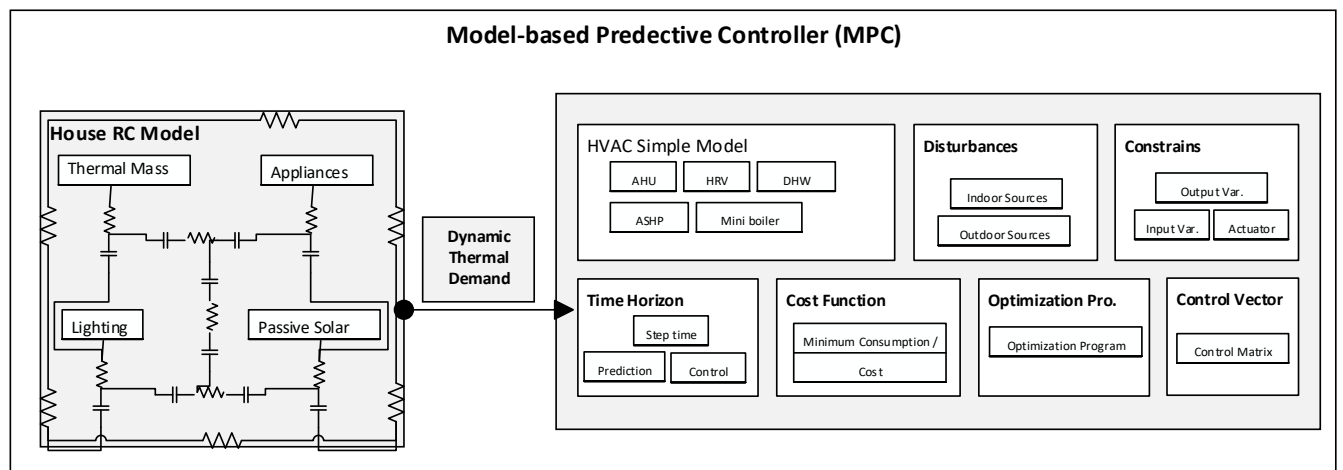 Model-based Predective Controller (MPC)
House RC Model
Thermal Mass
Appliances
Lighting
Passive Solar
Dynamic
Thermal
Demand
HVAC Simple Model
AHU
HRV
DHW
ASHP
Mini boiler
Disturbances
Indoor Sources
Outdoor Sources
Constrains
Output Var.
Input Var.
Actuator
Time Horizon
Step time
Prediction
Control
Cost Function
Minimum Consumption /
Cost
Optimization Pro.
Optimization Program
Control Vector
Control Matrix